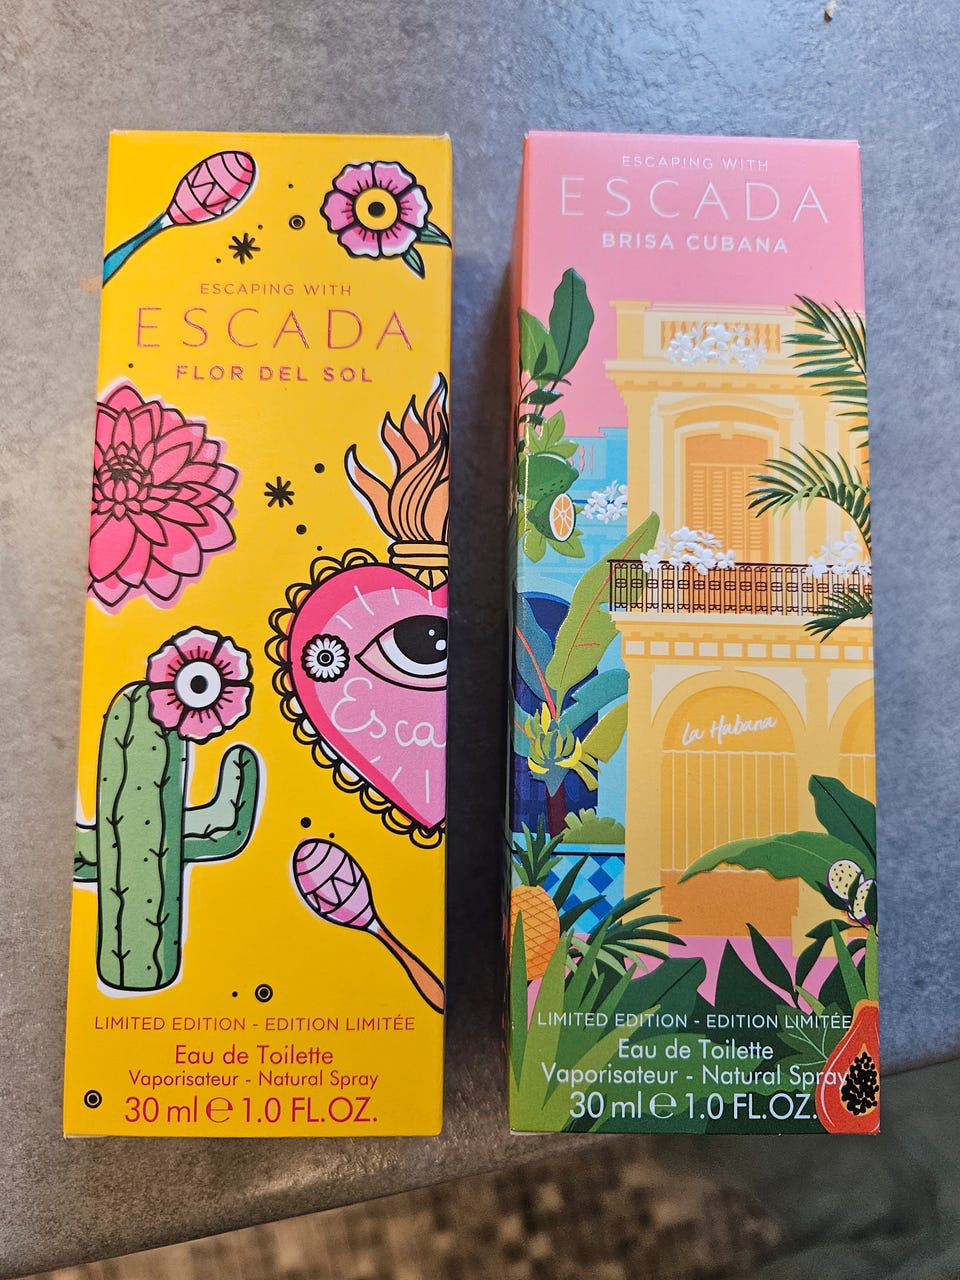 ESCAPING WITH
ESCADA
FLOR DEL SOL
Esca
LIMITED EDITION - EDITION LIMITÉE
Eau de Toilette
Vaporisateur - Natural Spray
30 ml ℮ 1.0 FL.OZ.
ESCAPING WITH
ESCADA
BRISA CUBANA
La Habana
LIMITED EDITION - EDITION LIMITÉE
Eau de Toilette
Vaporisateur - Natural Spray
30 ml ℮ 1.0 FL.OZ.